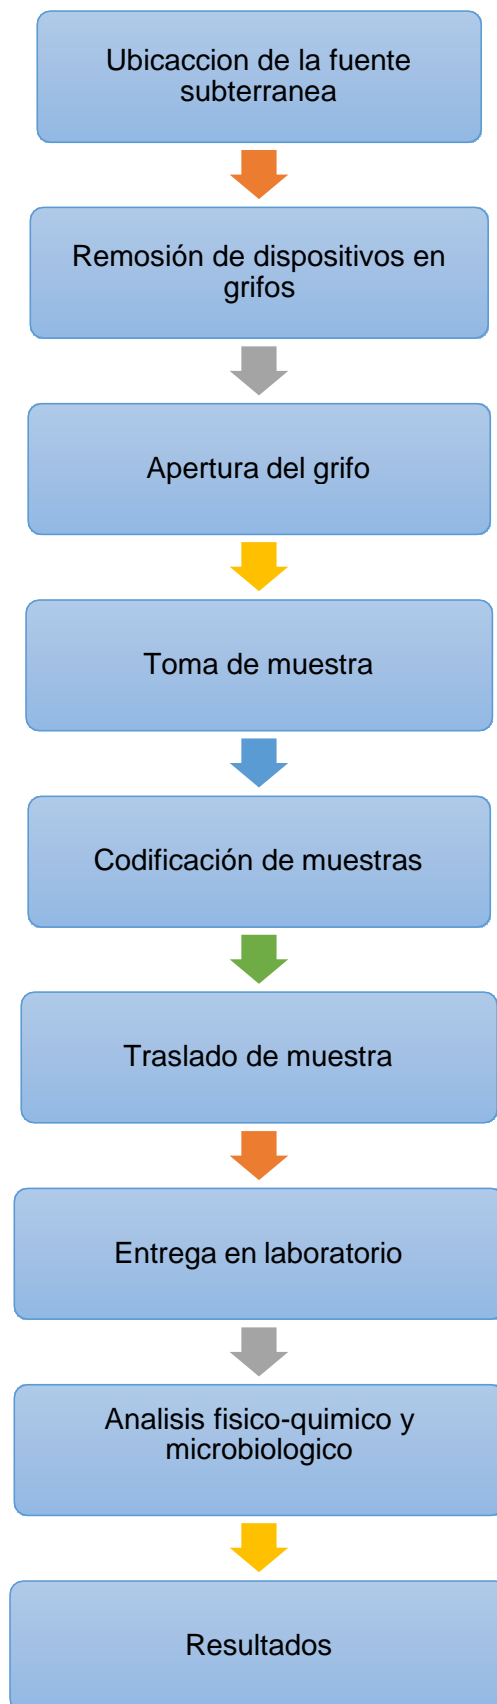 Ubicaccion de la fuente
subterranea
Remosión de dispositivos en
grifos
Apertura del grifo
Toma de muestra
Codificación de muestras
Traslado de muestra
Entrega en laboratorio
Analisis fisico-quimico y
microbiologico
Resultados